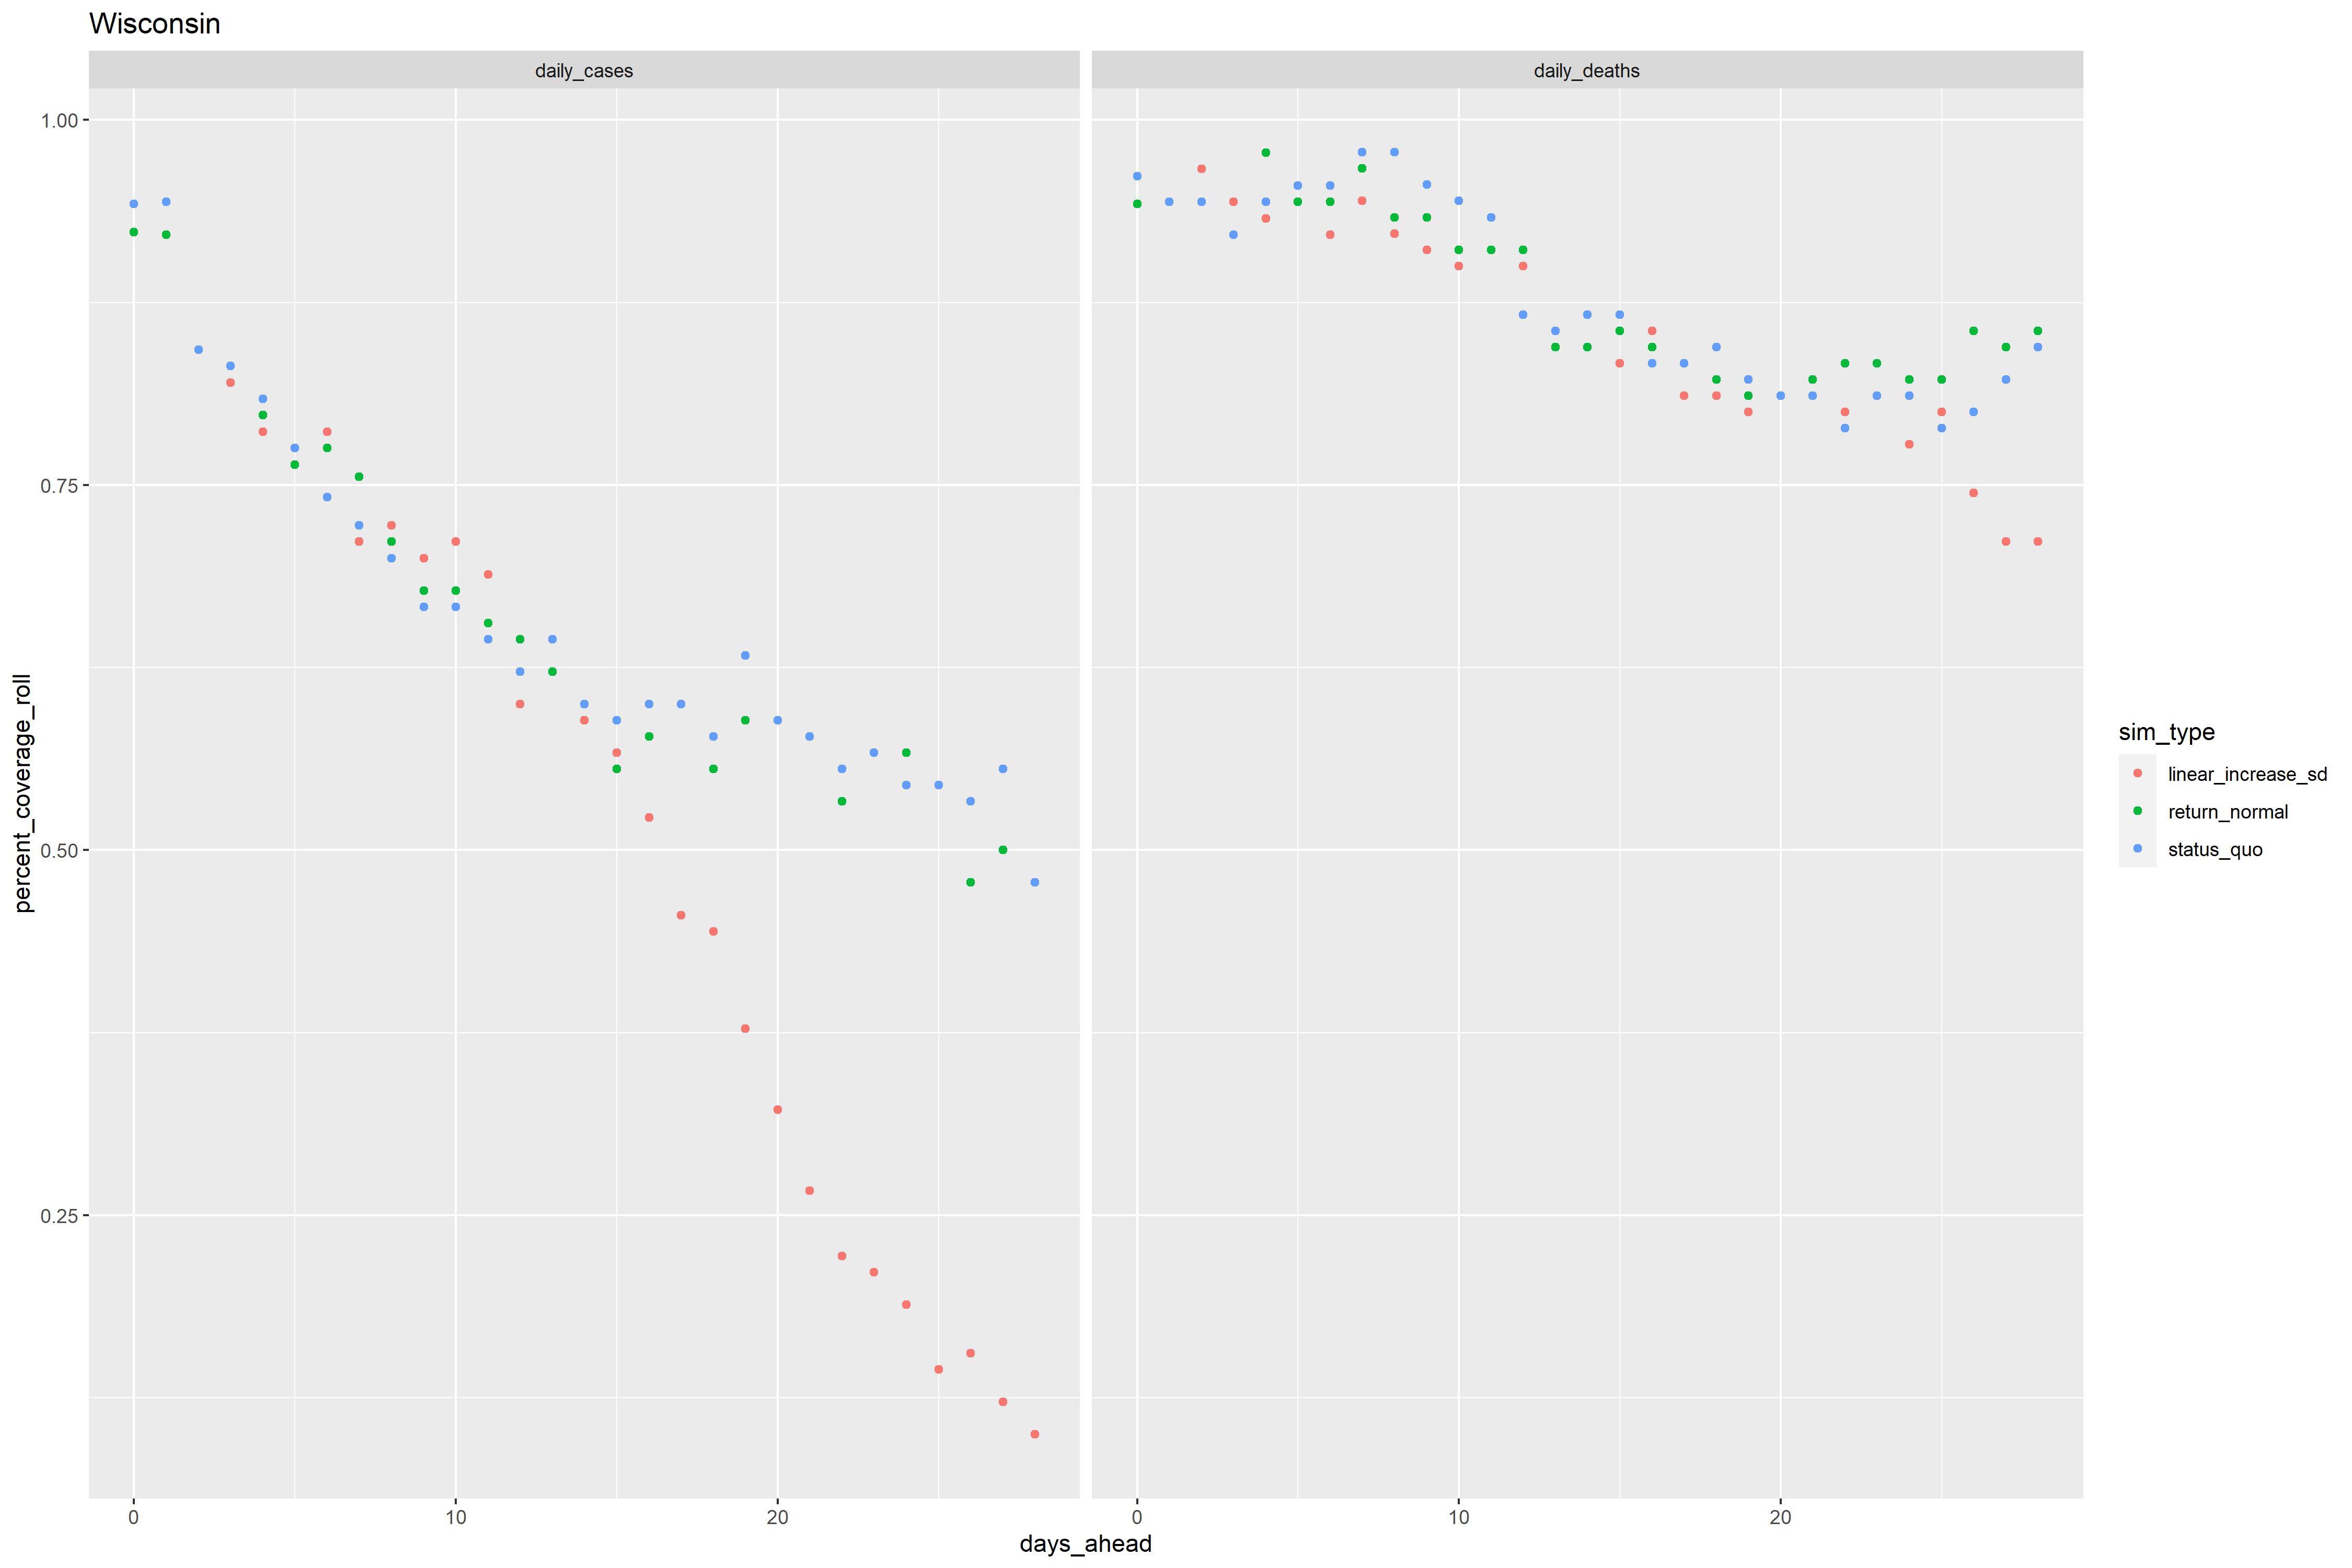 Wisconsin
daily_cases
daily_deaths
1.00
0.75
0.50
0.25
percent_coverage_roll
0
10
20
0
10
20
days_ahead
sim_type
linear_increase_sd
return_normal
status_quo